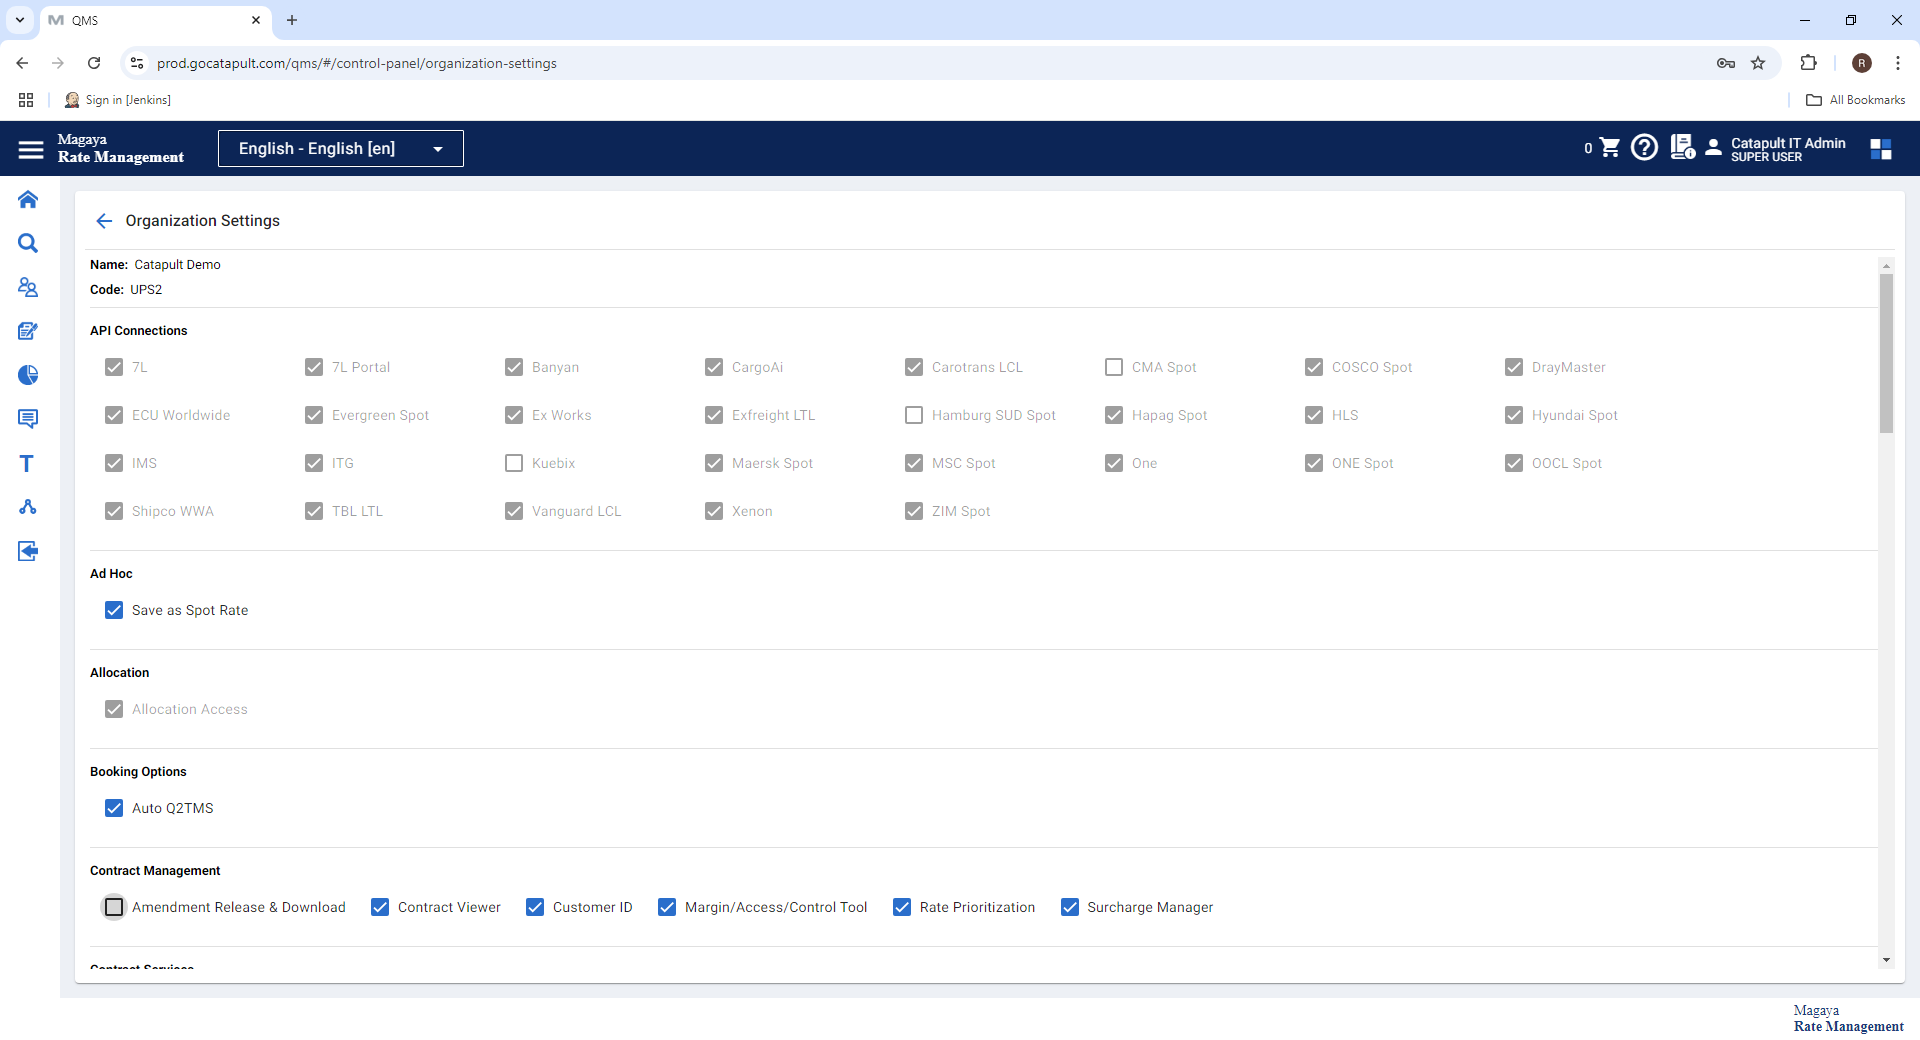 QMS
prod.gocatapult.com/qms/#/control-panel/organization-settings
R
Sign in [Jenkins]
All Bookmarks
Magaya
Rate Management
English - English [en]
0
Catapult IT Admin
SUPER USER
Organization Settings
Name: Catapult Demo
Code: UPS2
API Connections
7L 7L Portal Banyan CargoAi Carotrans LCL CMA Spot COSCO Spot DrayMaster
ECU Worldwide Evergreen Spot Ex Works Exfreight LTL Hamburg SUD Spot Hapag Spot HLS Hyundai Spot
IMS ITG Kuebix Maersk Spot MSC Spot One ONE Spot OOCL Spot
Shipco WWA TBL LTL Vanguard LCL Xenon ZIM Spot
Ad Hoc
Save as Spot Rate
Allocation
Allocation Access
Booking Options
Auto Q2TMS
Contract Management
Amendment Release & Download Contract Viewer Customer ID Margin/Access/Control Tool Rate Prioritization Surcharge Manager
Contract Services
Magaya
Rate Management